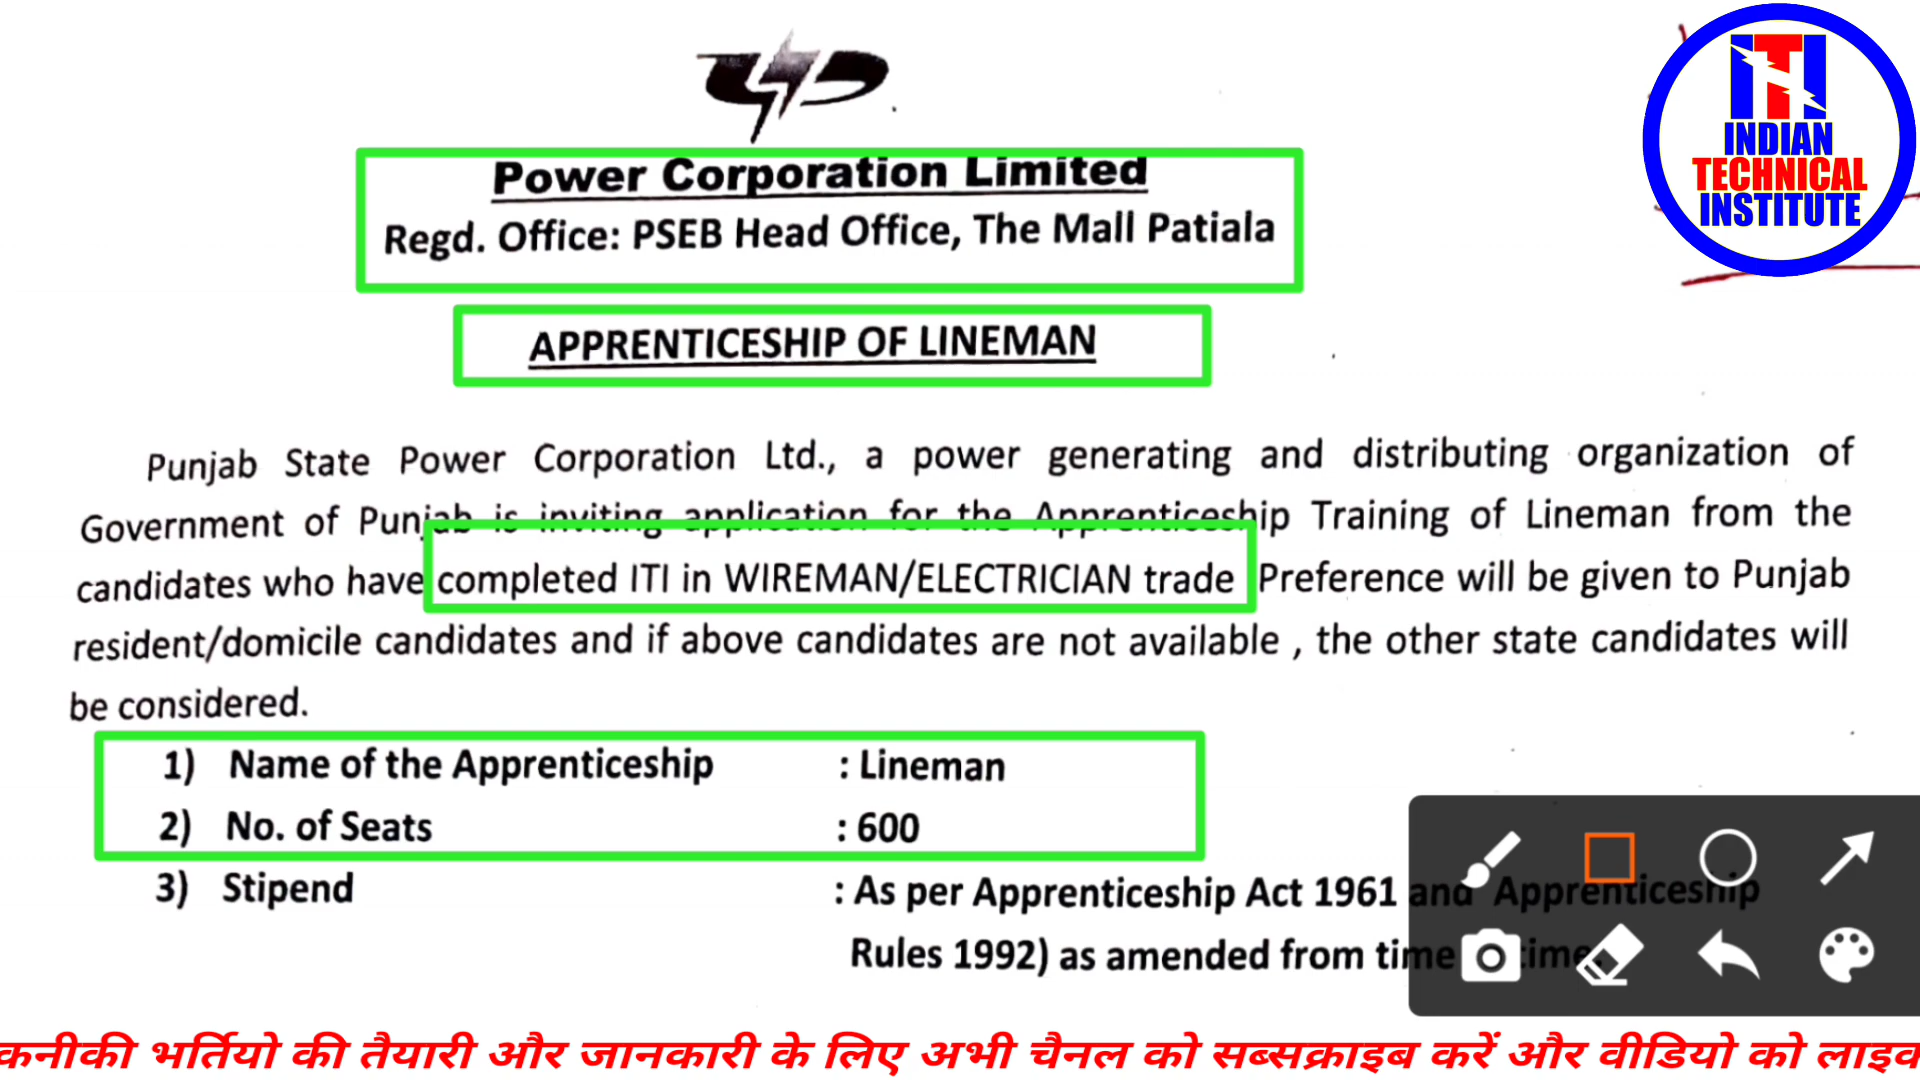 ITI
INDIAN
TECHNICAL
INSTITUTE
Power Corporation Limited
Regd. Office: PSEB Head Office, The Mall Patiala
APPRENTICESHIP OF LINEMAN
Punjab State Power Corporation Ltd., a power generating and distributing organization of
Government of Punjab is inviting application for the Apprenticeship Training of Lineman from the
candidates who have completed ITI in WIREMAN/ELECTRICIAN trade Preference will be given to Punjab
resident/domicile candidates and if above candidates are not available , the other state candidates will
be considered.
1) Name of the Apprenticeship : Lineman
2) No. of Seats : 600
3) Stipend : As per Apprenticeship Act 1961 and Apprenticeship
Rules 1992) as amended from time time.
कनीकी भर्तियो की तैयारी और जानकारी के लिए अभी चैनल को सब्सक्राइब करें और वीडियो को लाइक